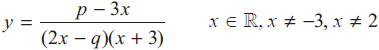 y = (p – 3x) / ((2x – q)(x + 3))    x ∈ ℝ, x ≠ –3, x ≠ 2